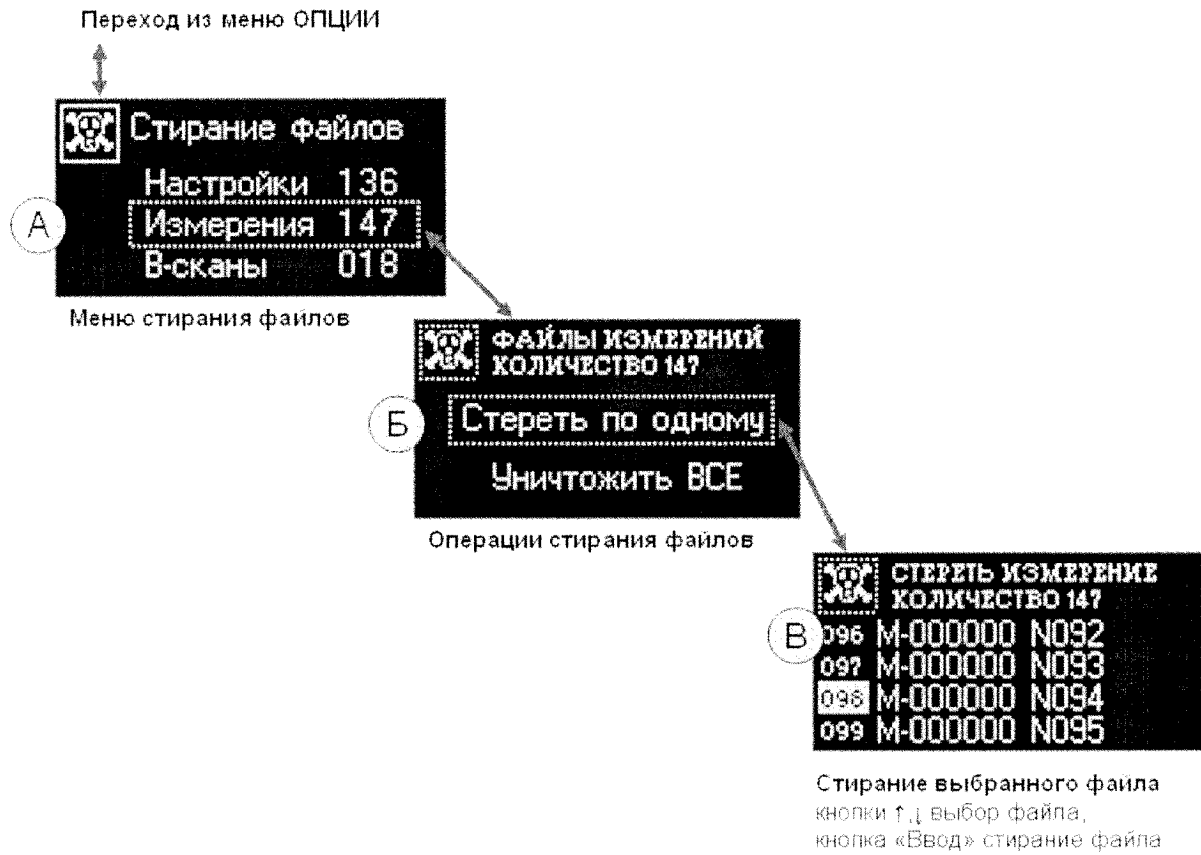 Переход из меню ОПЦИИ
Стирание файлов
Настройки 136
А
Измерения 147
В-сканы 018
Меню стирания файлов
ФАЙЛЫ ИЗМЕРЕНИЙ
КОЛИЧЕСТВО 147
Б
Стереть по одному
Уничтожить ВСЕ
Операции стирания файлов
СТЕРЕТЬ ИЗМЕРЕНИЕ
КОЛИЧЕСТВО 147
В
096 M-000000 N092
097 M-000000 N093
098 M-000000 N094
099 M-000000 N095
Стирание выбранного файла
кнопки ↑,↓ выбор файла,
кнопка «Ввод» стирание файла